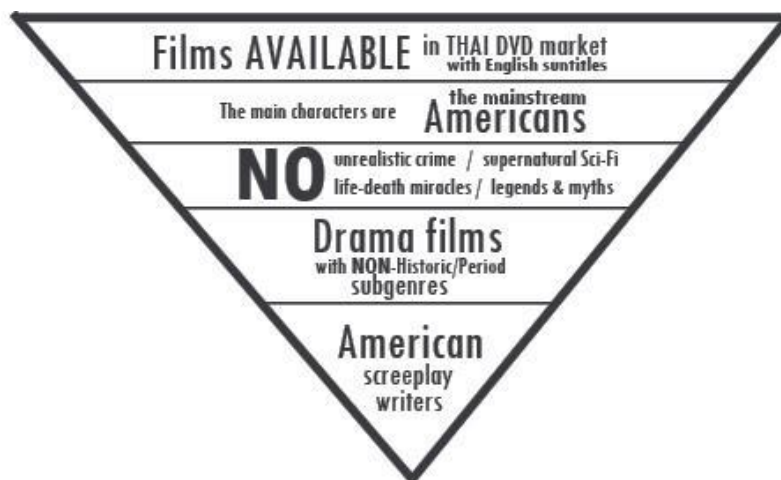 Films AVAILABLE in THAI DVD market
with English suntitles
The main characters are the mainstream
Americans
NO unrealistic crime / supernatural Sci-Fi
life-death miracles / legends & myths
Drama films
with NON-Historic/Period
subgenres
American
screeplay
writers